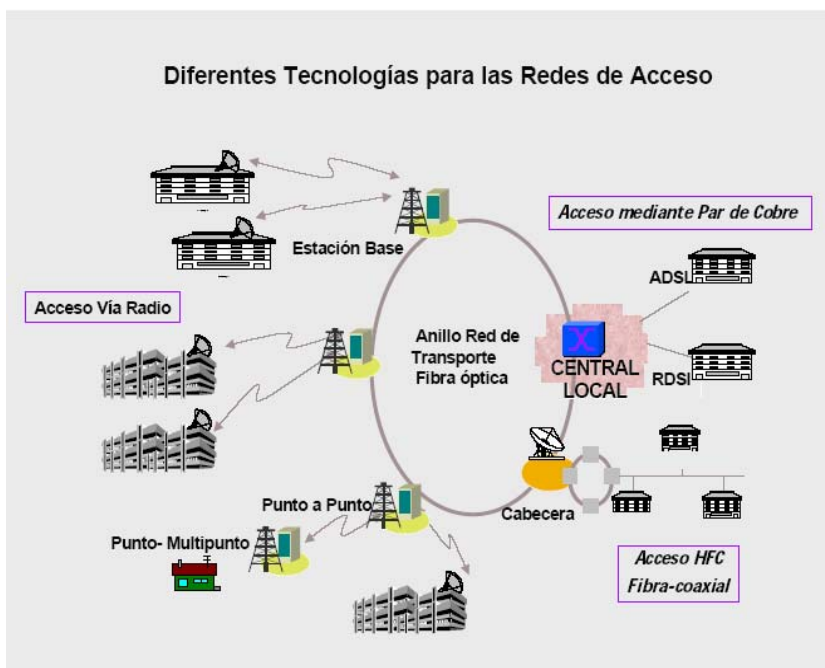 Diferentes Tecnologías para las Redes de Acceso
Estación Base
Acceso mediante Par de Cobre
ADSL
Acceso Vía Radio
Anillo Red de
Transporte
Fibra óptica
CENTRAL
LOCAL
RDSI
Punto a Punto
Cabecera
Punto- Multipunto
Acceso HFC
Fibra-coaxial